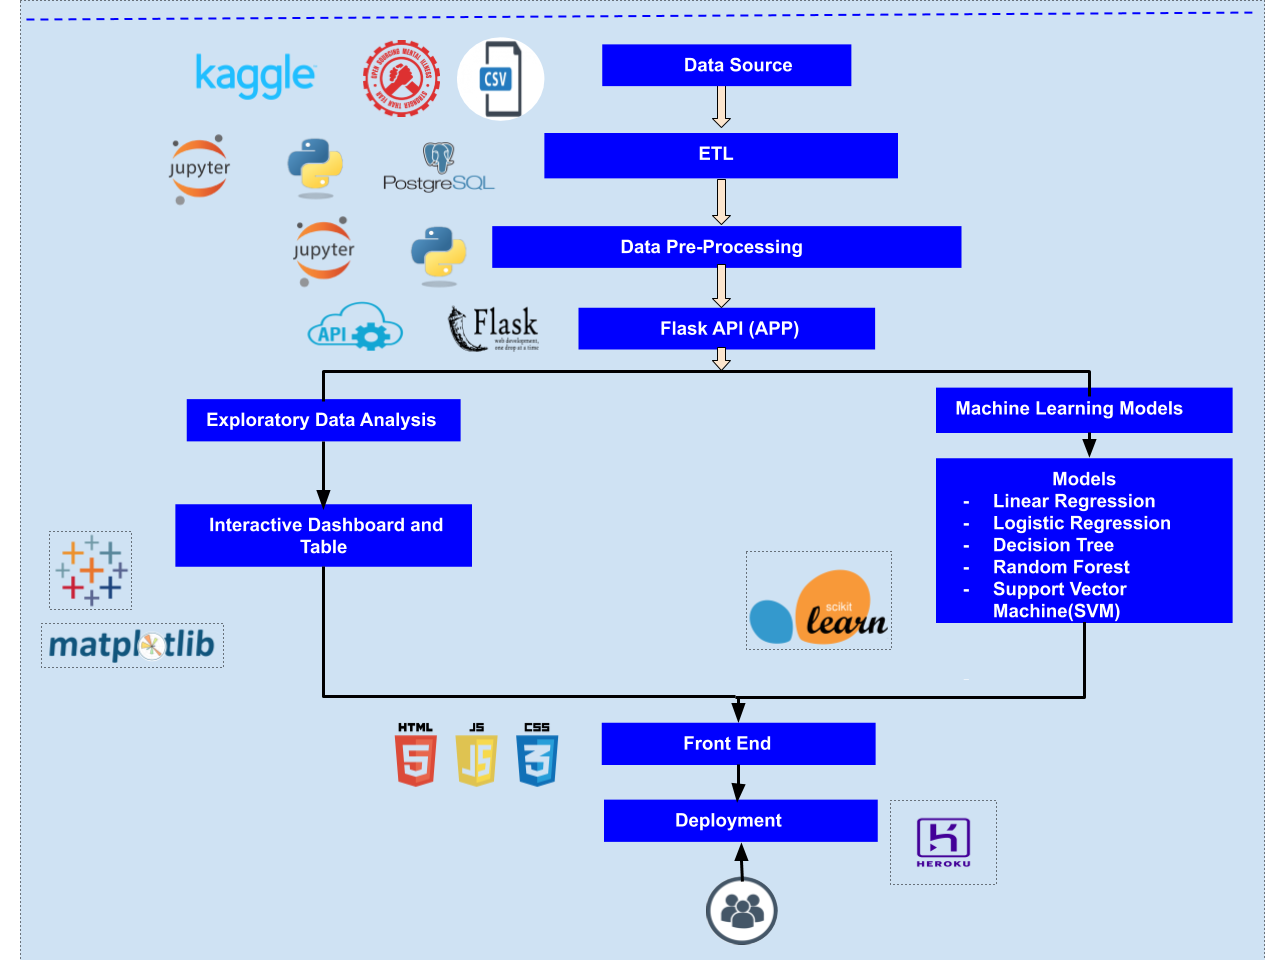 kaggle
OPEN SOURCING MENTAL ILLNESS
STRONGER THAN FEAR
CSV
Data Source
jupyter
PostgreSQL
ETL
jupyter
Data Pre-Processing
API
Flask
web development,
one drop at a time
Flask API (APP)
Exploratory Data Analysis
Machine Learning Models
Interactive Dashboard and
Table
Models
- Linear Regression
- Logistic Regression
- Decision Tree
- Random Forest
- Support Vector
Machine(SVM)
matplotlib
scikit
learn
HTML
5
JS
JS
CSS
3
Front End
Deployment
HEROKU